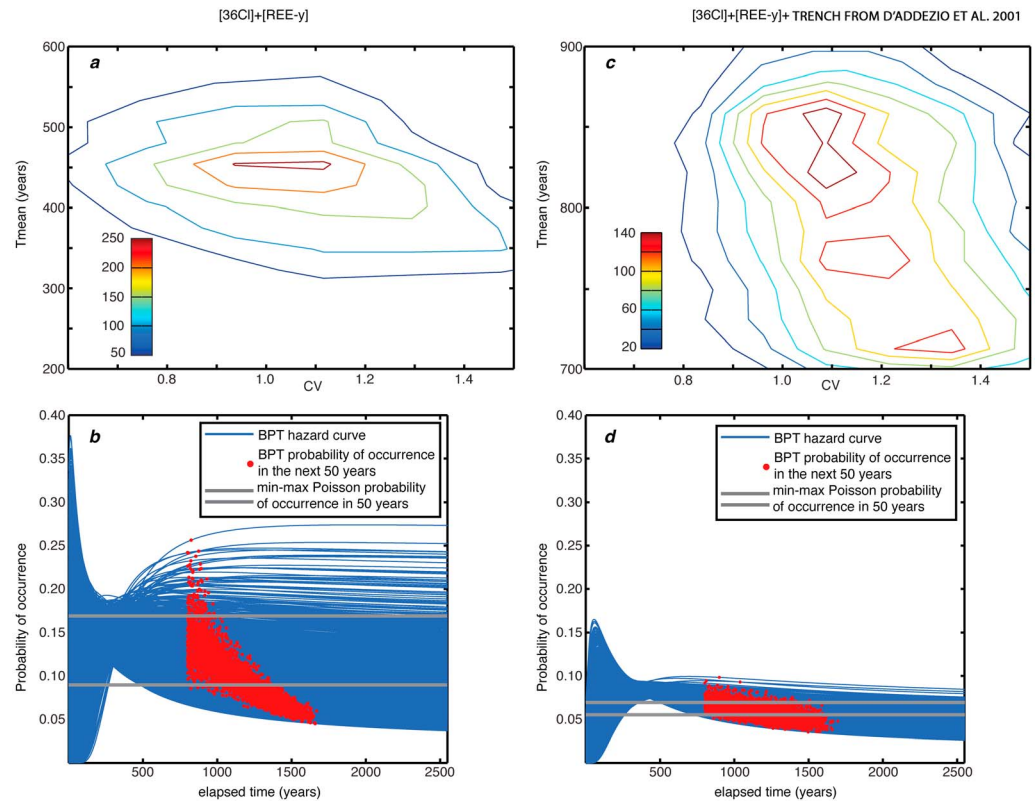 [36Cl]+[REE-y]
[36Cl]+[REE-y]+ TRENCH FROM D'ADDEZIO ET AL. 2001
a
600
500
400
300
200
Tmean (years)
250
200
150
100
50
0.8
1.0
1.2
1.4
CV
c
900
800
700
Tmean (years)
140
100
60
20
0.8
1.0
1.2
1.4
CV
b
0.40
0.35
0.30
0.25
0.20
0.15
0.10
0.05
Probability of occurrence
BPT hazard curve
BPT probability of occurrence
in the next 50 years
min-max Poisson probability
of occurrence in 50 years
500
1000
1500
2000
2500
elapsed time (years)
d
0.40
0.35
0.30
0.25
0.20
0.15
0.10
0.05
Probability of occurrence
BPT hazard curve
BPT probability of occurrence
in the next 50 years
min-max Poisson probability
of occurrence in 50 years
500
1000
1500
2000
2500
elapsed time (years)